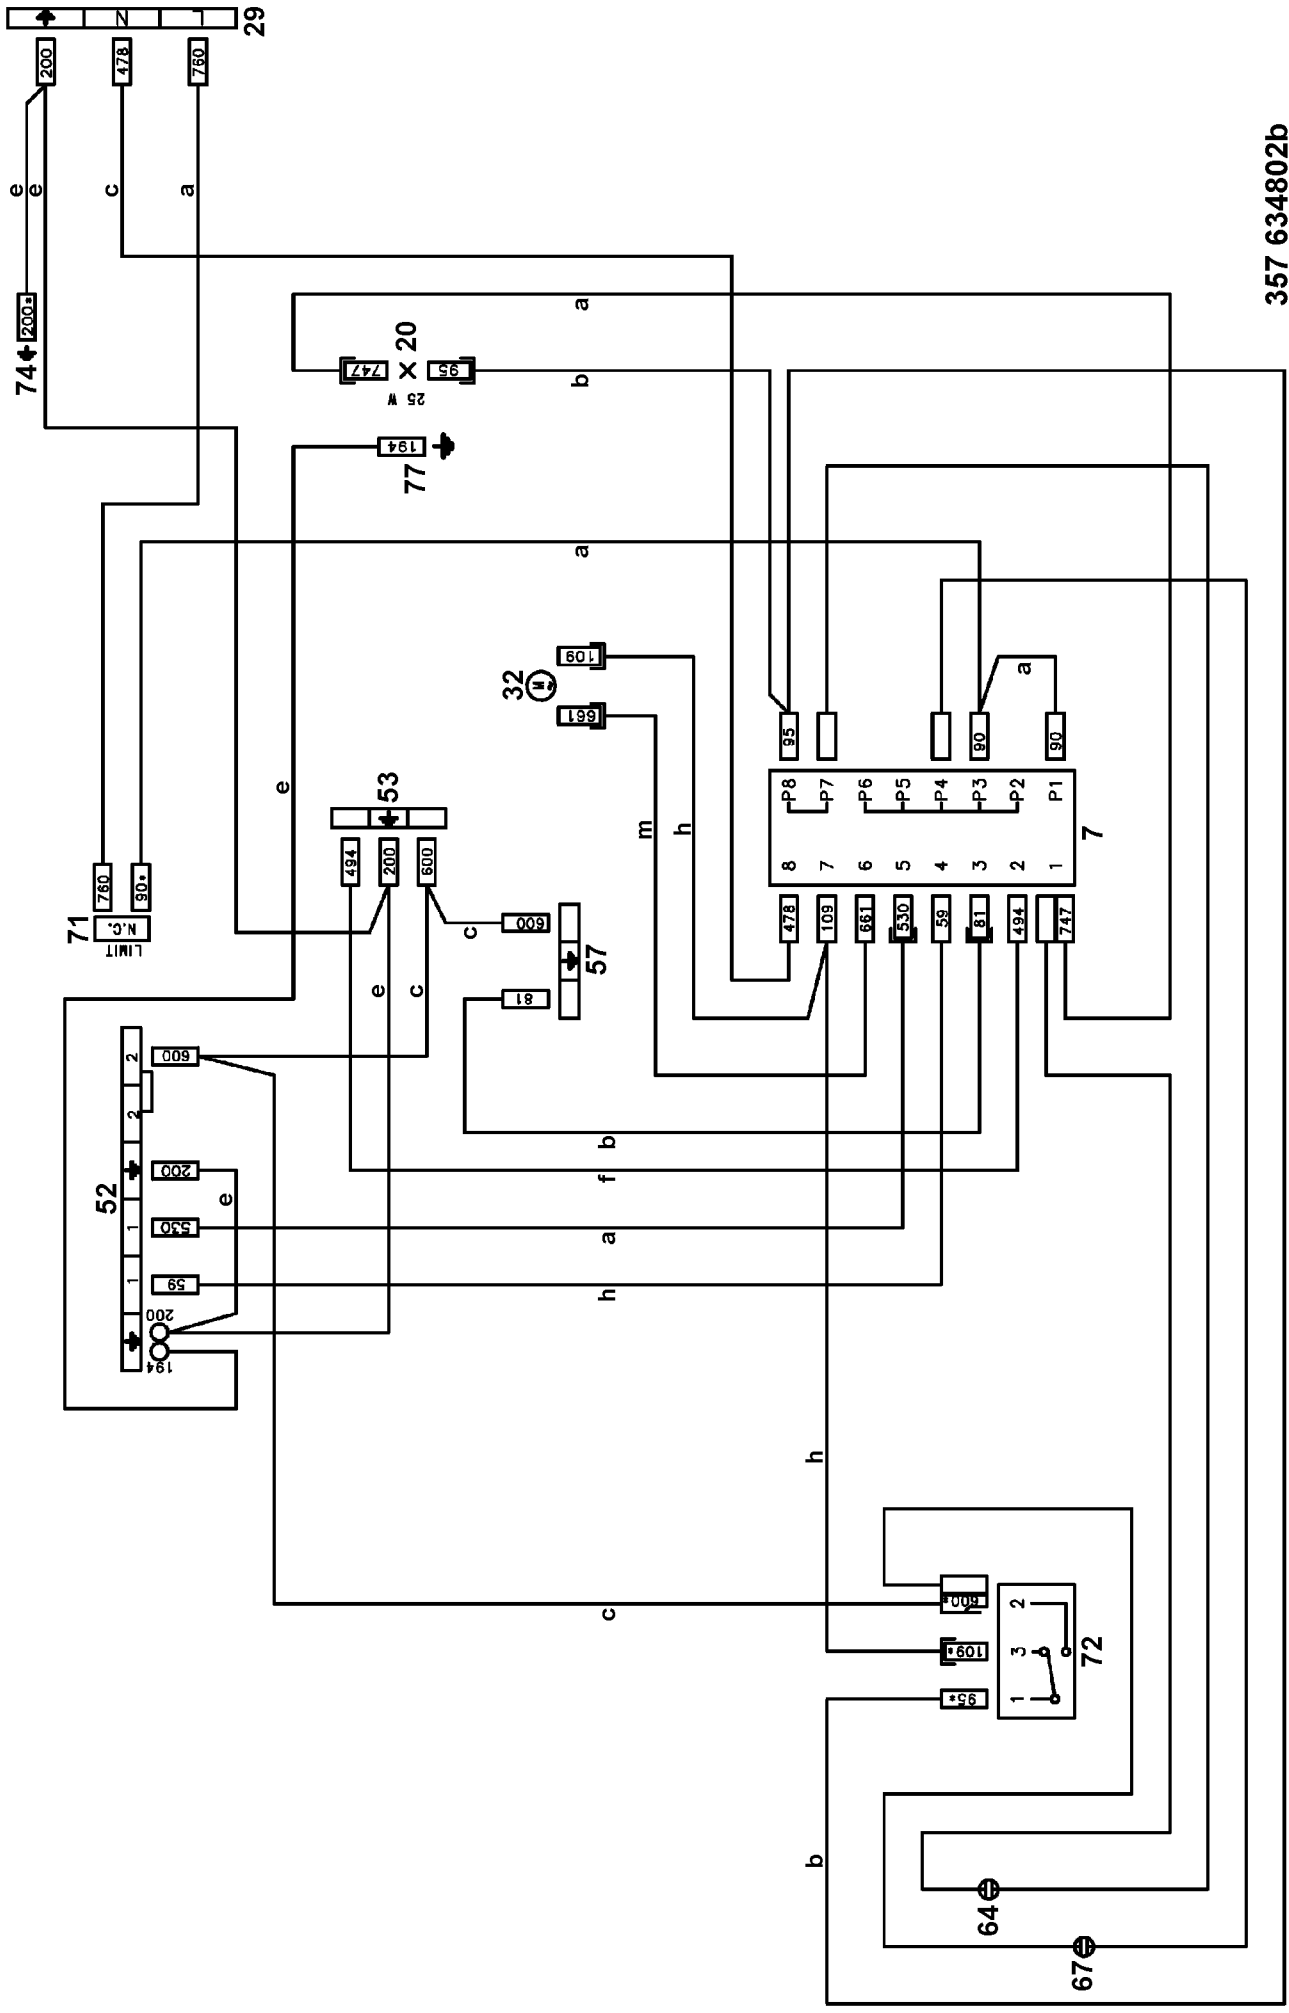 N L
29
200 478 760
e
e
c
a
74 200*
a
747 X 20 95
25 W
b
194
77
a
32 M 109
661
a
760
90*
71 N.C.
LIMIT
e
53
494 200 600
m
h
95 90 90
P8 P7 P6 P5 P4 P3 P2 P1
8 7 6 5 4 3 2 1
7
478 109 661 530 59 81 494 747
c
600
57
81
e
c
52
2 2 1 1
600
200
530
59
200
194
e
b
f
a
h
h
c
600*
109*
95*
2
3
1
72
b
64
67
357 634802b